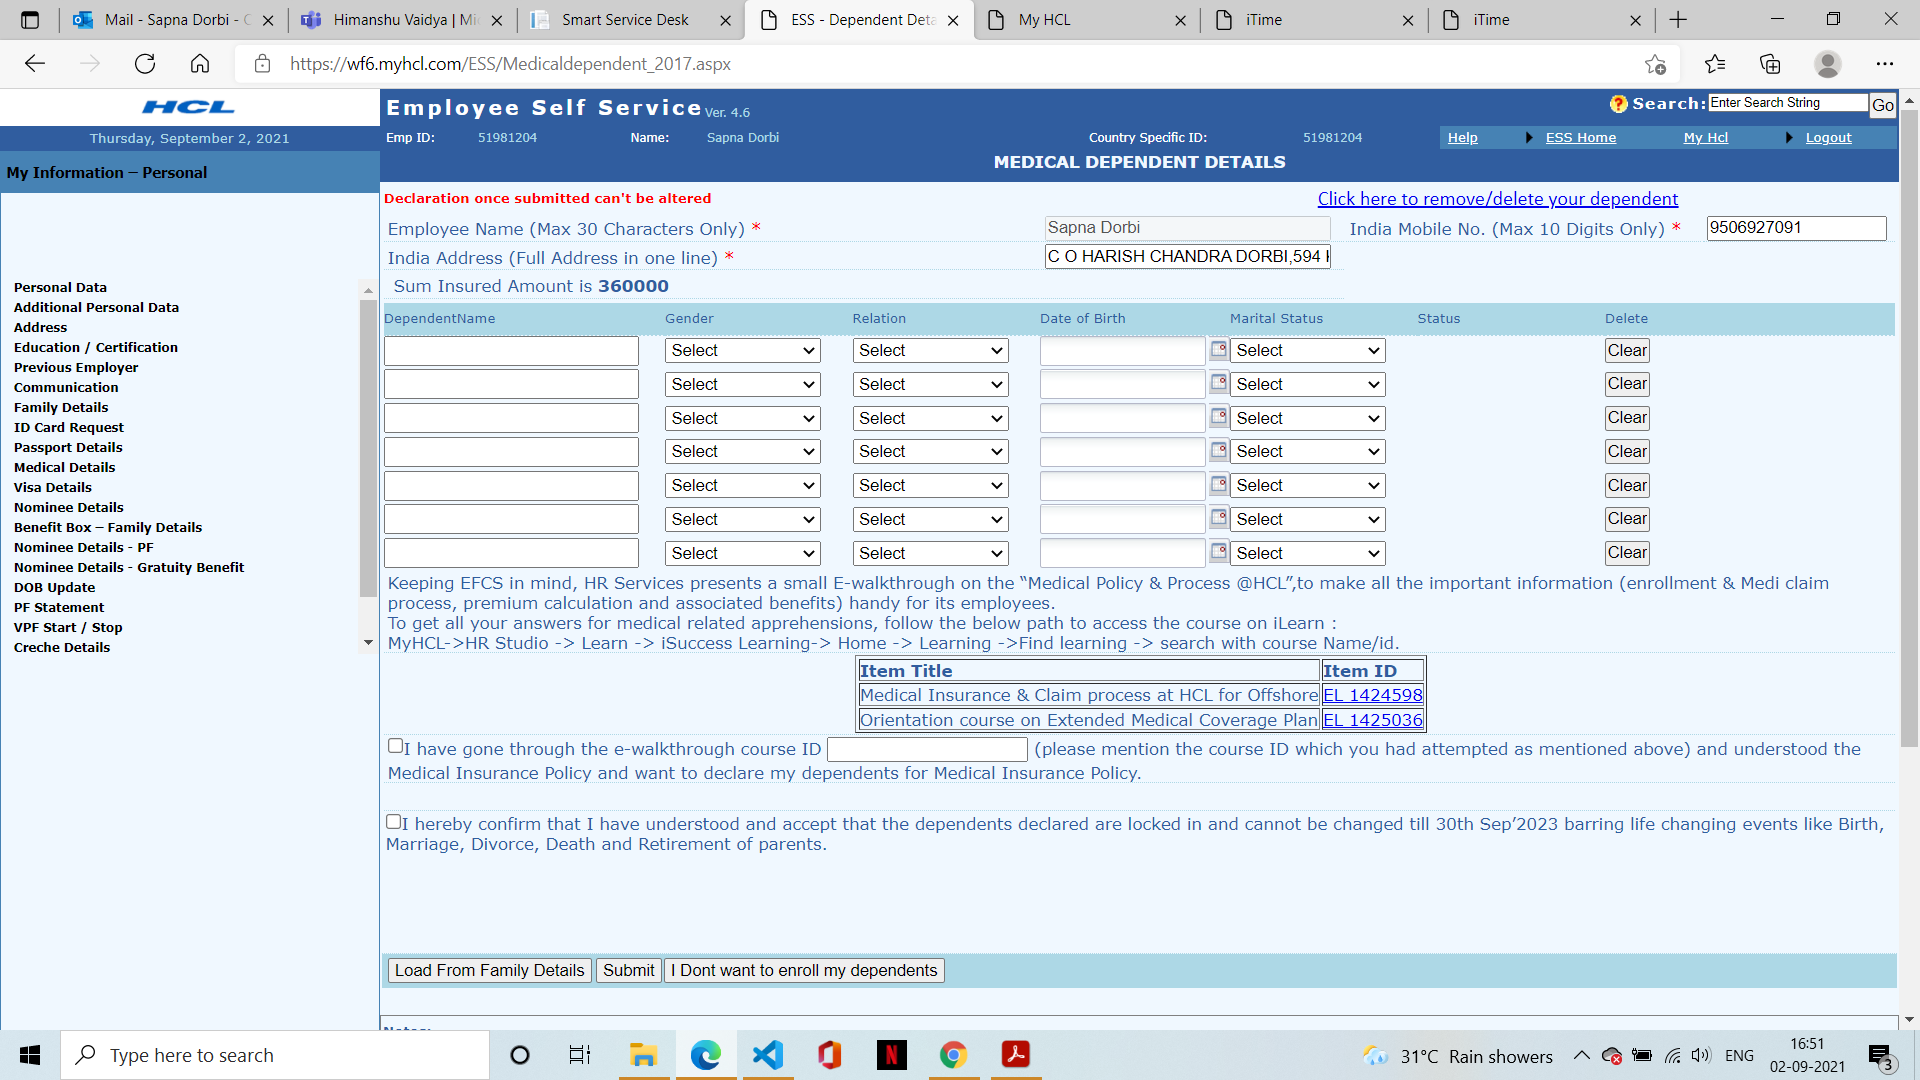 Mail - Sapna Dorbi - O
Himanshu Vaidya | Mi
Smart Service Desk
ESS - Dependent Deta
My HCL
iTime
iTime
https://wf6.myhcl.com/ESS/Medicaldependent_2017.aspx
HCL
Employee Self Service Ver. 4.6
Search: Enter Search String Go
Thursday, September 2, 2021
Emp ID: 51981204 Name: Sapna Dorbi Country Specific ID: 51981204 Help ESS Home My Hcl Logout
MEDICAL DEPENDENT DETAILS
My Information – Personal
Personal Data
Additional Personal Data
Address
Education / Certification
Previous Employer
Communication
Family Details
ID Card Request
Passport Details
Medical Details
Visa Details
Nominee Details
Benefit Box – Family Details
Nominee Details - PF
Nominee Details - Gratuity Benefit
DOB Update
PF Statement
VPF Start / Stop
Creche Details
Declaration once submitted can't be altered
Click here to remove/delete your dependent
Employee Name (Max 30 Characters Only) * Sapna Dorbi India Mobile No. (Max 10 Digits Only) * 9506927091
India Address (Full Address in one line) * C O HARISH CHANDRA DORBI,594
Sum Insured Amount is 360000
DependentName Gender Relation Date of Birth Marital Status Status Delete
Select Select Select Clear
Select Select Select Clear
Select Select Select Clear
Select Select Select Clear
Select Select Select Clear
Select Select Select Clear
Select Select Select Clear
Keeping EFCS in mind, HR Services presents a small E-walkthrough on the “Medical Policy & Process @HCL”,to make all the important information (enrollment & Medi claim
process, premium calculation and associated benefits) handy for its employees.
To get all your answers for medical related apprehensions, follow the below path to access the course on iLearn :
MyHCL->HR Studio -> Learn -> iSuccess Learning-> Home -> Learning ->Find learning -> search with course Name/id.
Item Title Item ID
Medical Insurance & Claim process at HCL for Offshore EL 1424598
Orientation course on Extended Medical Coverage Plan EL 1425036
I have gone through the e-walkthrough course ID (please mention the course ID which you had attempted as mentioned above) and understood the
Medical Insurance Policy and want to declare my dependents for Medical Insurance Policy.
I hereby confirm that I have understood and accept that the dependents declared are locked in and cannot be changed till 30th Sep’2023 barring life changing events like Birth,
Marriage, Divorce, Death and Retirement of parents.
Load From Family Details Submit I Dont want to enroll my dependents
Type here to search
31°C Rain showers
ENG
16:51
02-09-2021
3